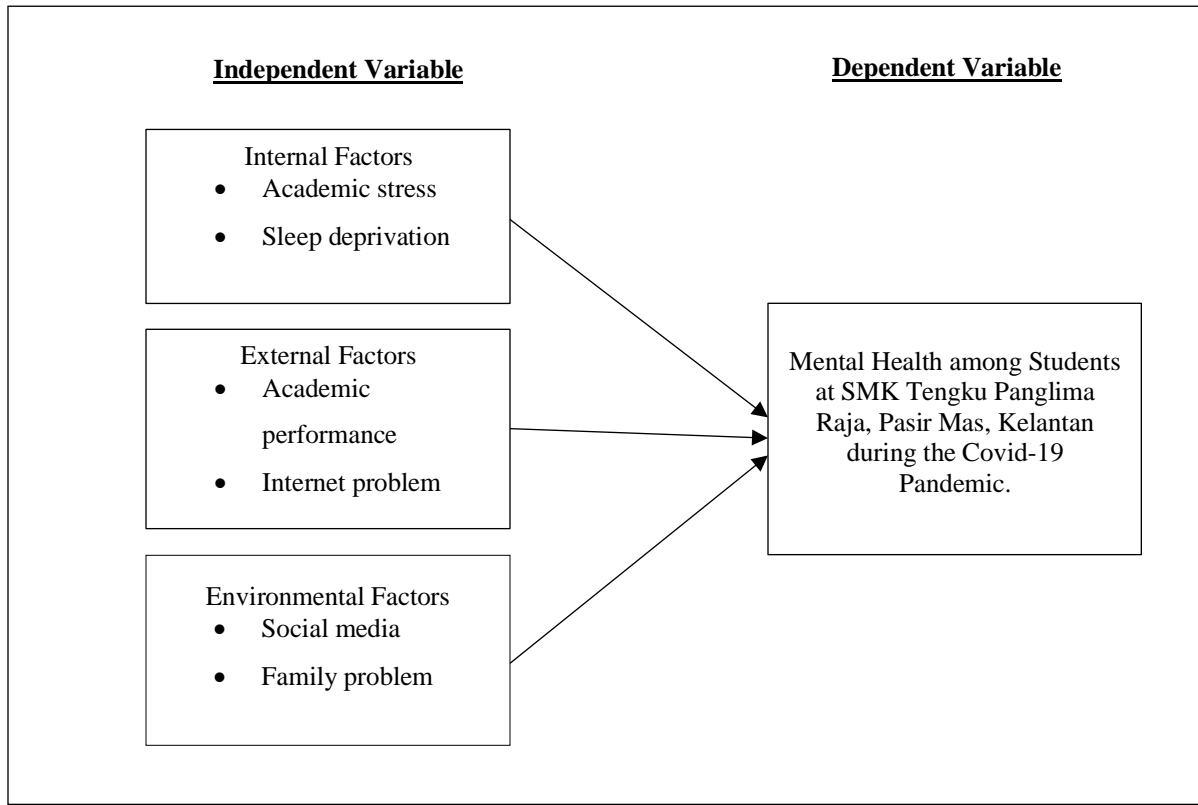 Independent Variable
Dependent Variable
Internal Factors
• Academic stress
• Sleep deprivation
External Factors
• Academic
performance
• Internet problem
Environmental Factors
• Social media
• Family problem
Mental Health among Students
at SMK Tengku Panglima
Raja, Pasir Mas, Kelantan
during the Covid-19
Pandemic.